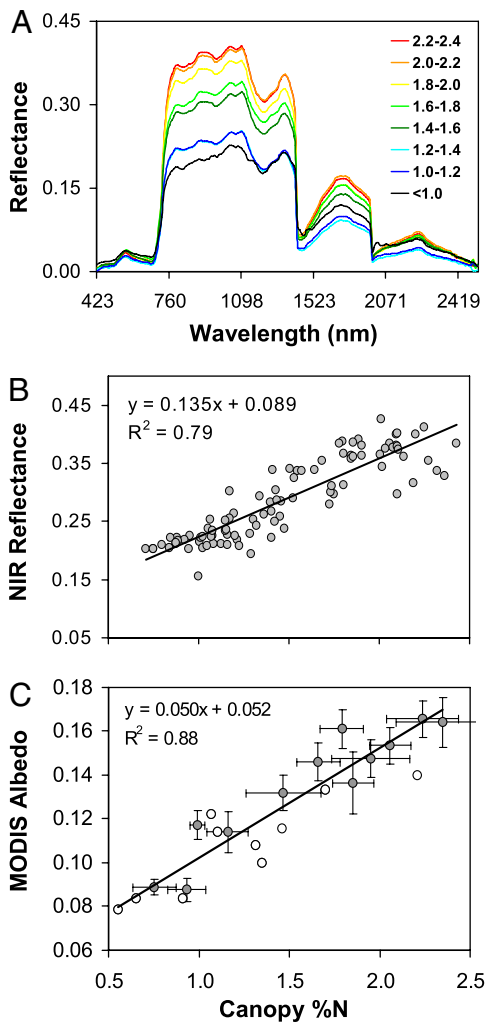 A
0.45
0.30
0.15
0.00
Reflectance
2.2-2.4
2.0-2.2
1.8-2.0
1.6-1.8
1.4-1.6
1.2-1.4
1.0-1.2
<1.0
423 760 1098 1523 2071 2419
Wavelength (nm)
B
y = 0.135x + 0.089
R² = 0.79
0.45
0.35
0.25
0.15
0.05
NIR Reflectance
C
y = 0.050x + 0.052
R² = 0.88
0.18
0.16
0.14
0.12
0.10
0.08
0.06
MODIS Albedo
0.5 1.0 1.5 2.0 2.5
Canopy %N